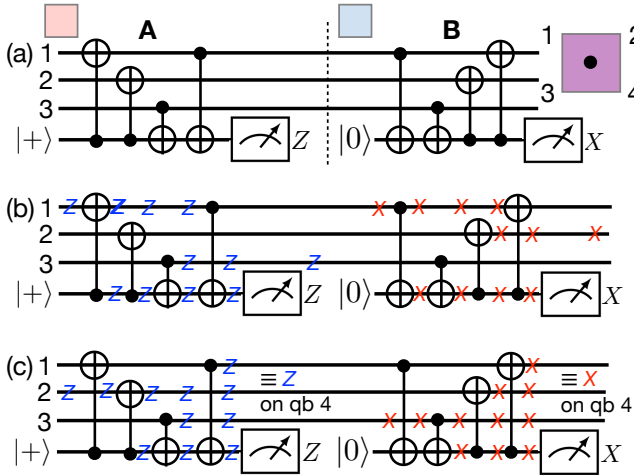 A B
(a) 1 1 2
2
3 3 4
|+⟩ Z |0⟩ X
(b) 1 Z Z Z Z X X X X
2 X X X
3 Z Z Z
|+⟩ Z Z Z Z Z |0⟩ X X X X X
(c) 1 Z X
2 Z Z Z Z Z ≡ Z X X ≡ X
on qb 4 on qb 4
3 Z Z X X X X X
|+⟩ Z Z Z Z |0⟩ X X X X